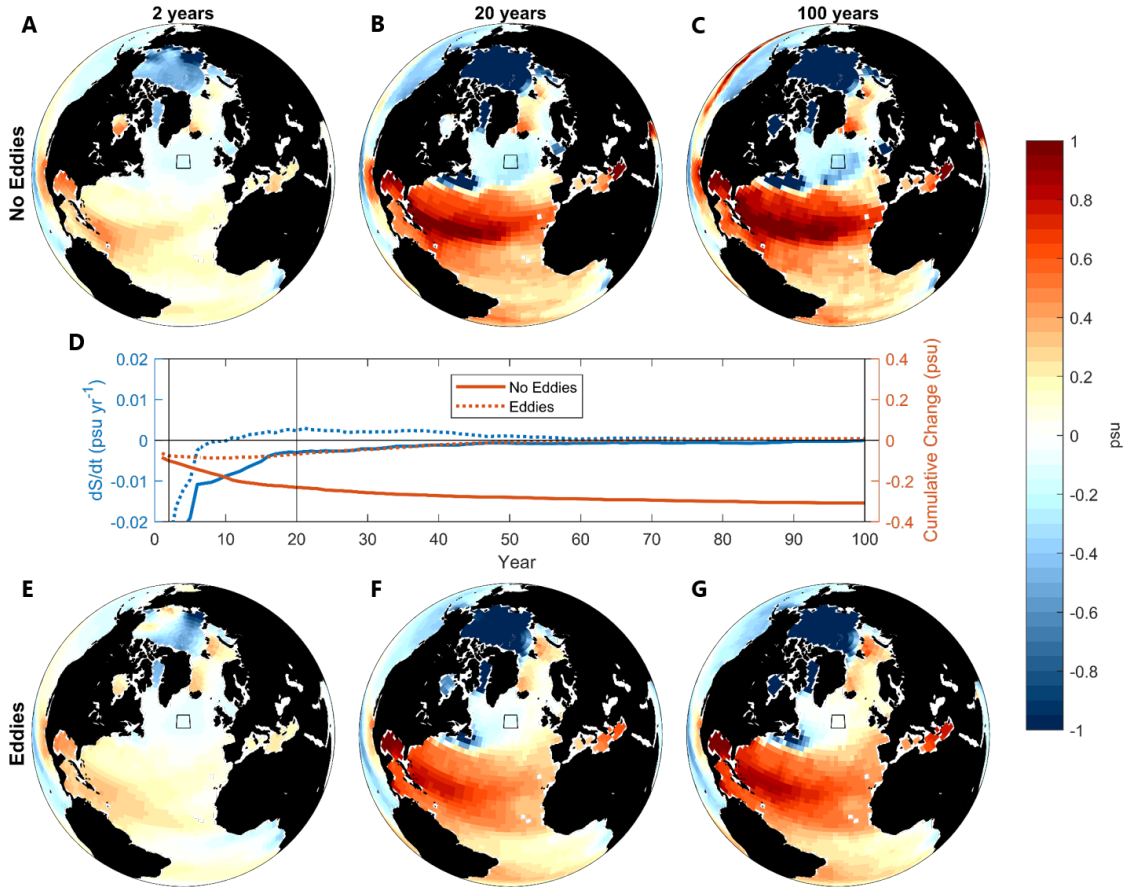 2 years
20 years
100 years
A
B
C
No Eddies
D
0.02
0.01
0
-0.01
-0.02
dS/dt (psu yr-1)
No Eddies
Eddies
0.4
0.2
0
-0.2
-0.4
Cumulative Change (psu)
0 10 20 30 40 50 60 70 80 90 100
Year
1
0.8
0.6
0.4
0.2
0
-0.2
-0.4
-0.6
-0.8
-1
psu
E
F
G
Eddies